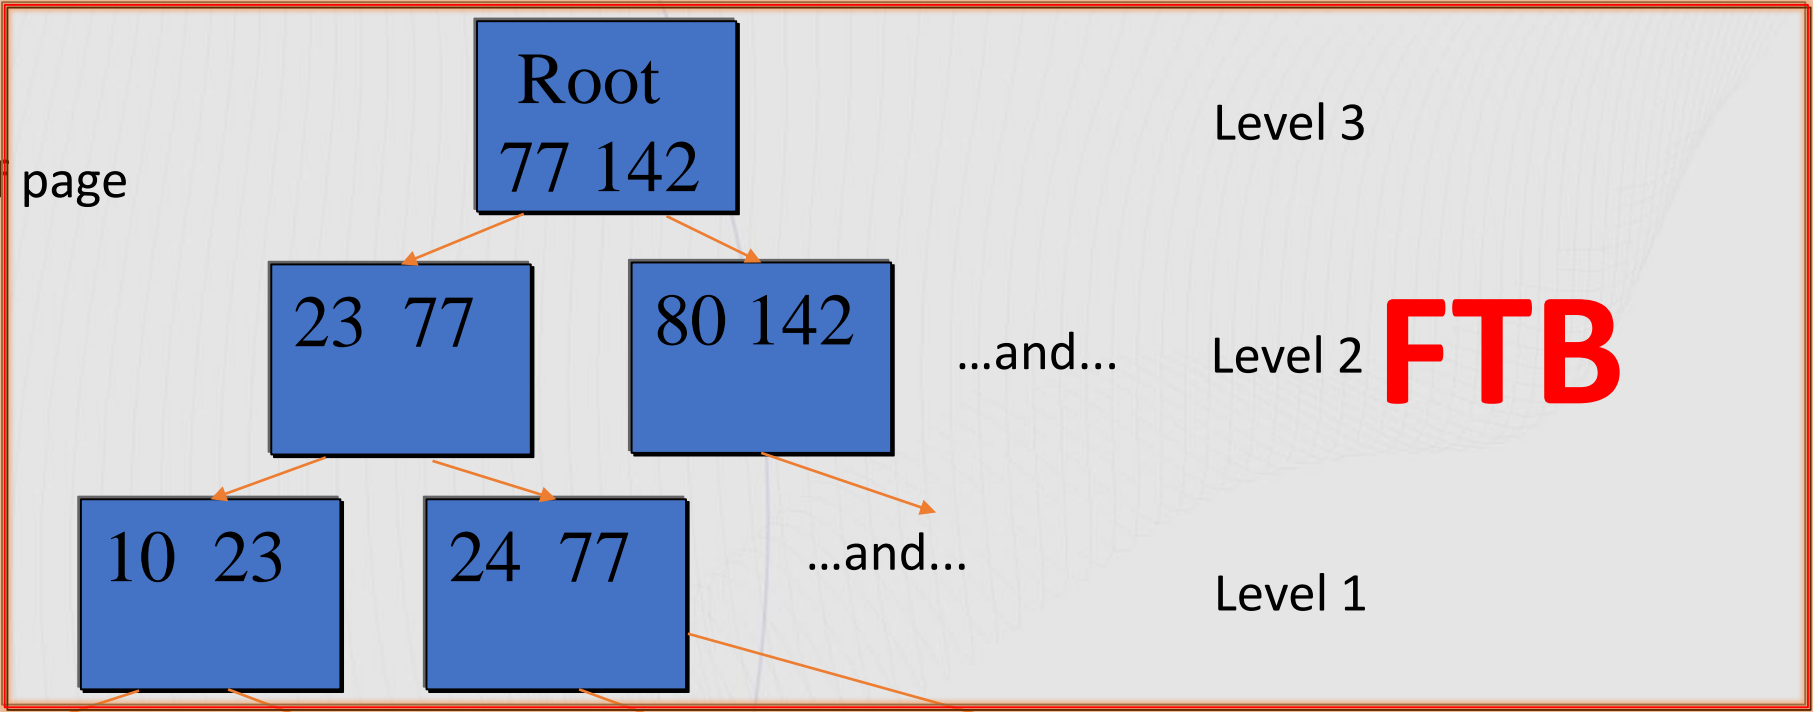 Root
77 142
Level 3
page
23 77
80 142
...and...
Level 2
FTB
10 23
24 77
...and...
Level 1